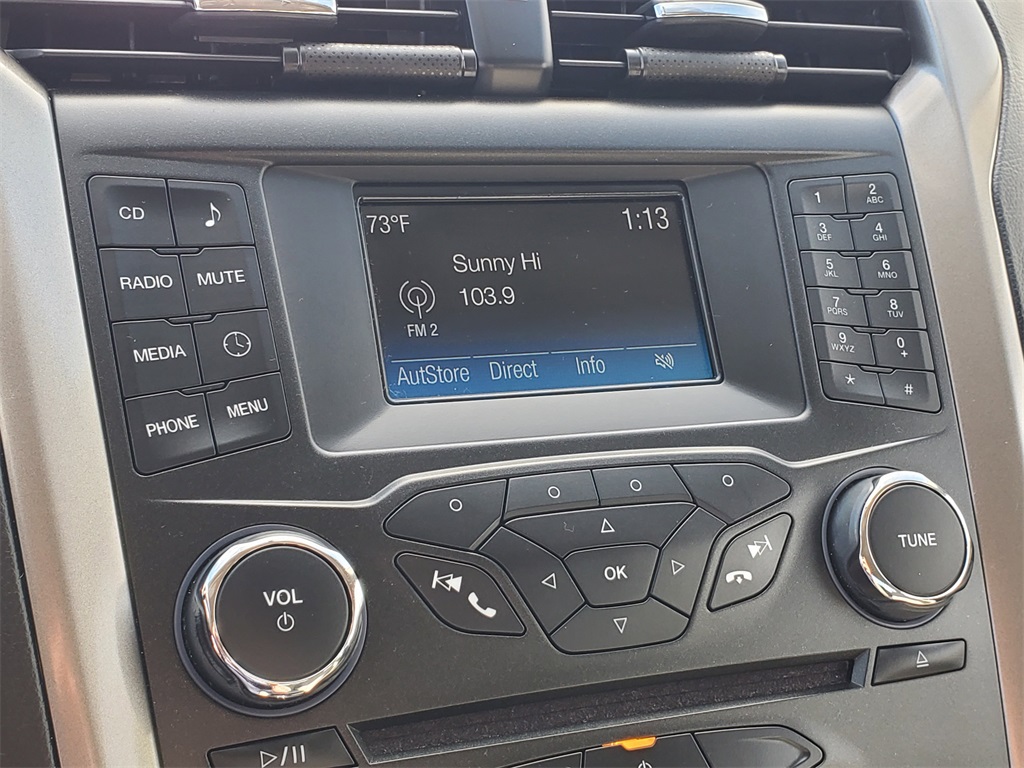 73°F 1:13
Sunny Hi
103.9
FM 2
AutStore Direct Info
CD
RADIO MUTE
MEDIA
PHONE MENU
1 2 ABC
3 DEF 4 GHI
5 JKL 6 MNO
7 PQRS 8 TUV
9 WXYZ 0 +
* #
OK
VOL
TUNE